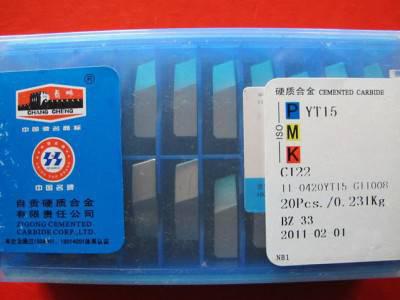 長城
®
CHANG CHENG
中国驰名商标
中国名牌
自贡硬质合金
有限责任公司
ZIGONG CEMENTED
CARBIDE CORP., LTD.
硬质合金 CEMENTED CARBIDE
ISO
P YT15
M
K
C122
11-0420YT15 G11008
20Pcs./0.231Kg
BZ 33
2011-02 01
NB1